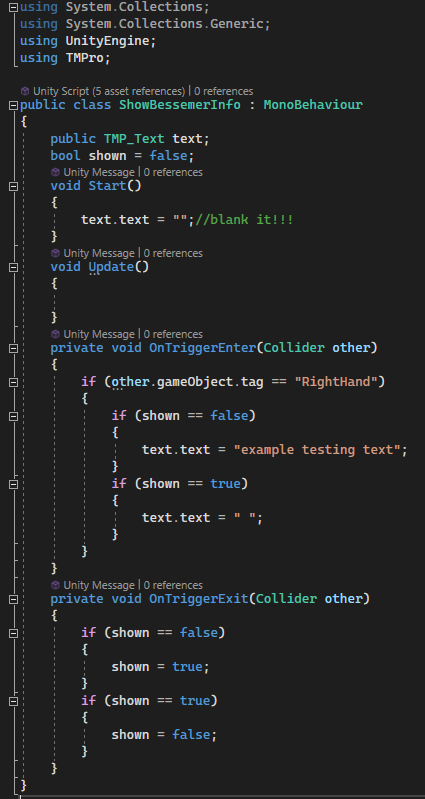 using System.Collections;
using System.Collections.Generic;
using UnityEngine;
using TMPro;
Unity Script (5 asset references) | 0 references
public class ShowBessemerInfo : MonoBehaviour
{
public TMP_Text text;
bool shown = false;
Unity Message | 0 references
void Start()
{
text.text = "";//blank it!!!
}
Unity Message | 0 references
void Update()
{
}
Unity Message | 0 references
private void OnTriggerEnter(Collider other)
{
if (other.gameObject.tag == "RightHand")
{
if (shown == false)
{
text.text = "example testing text";
}
if (shown == true)
{
text.text = " ";
}
}
}
Unity Message | 0 references
private void OnTriggerExit(Collider other)
{
if (shown == false)
{
shown = true;
}
if (shown == true)
{
shown = false;
}
}
}